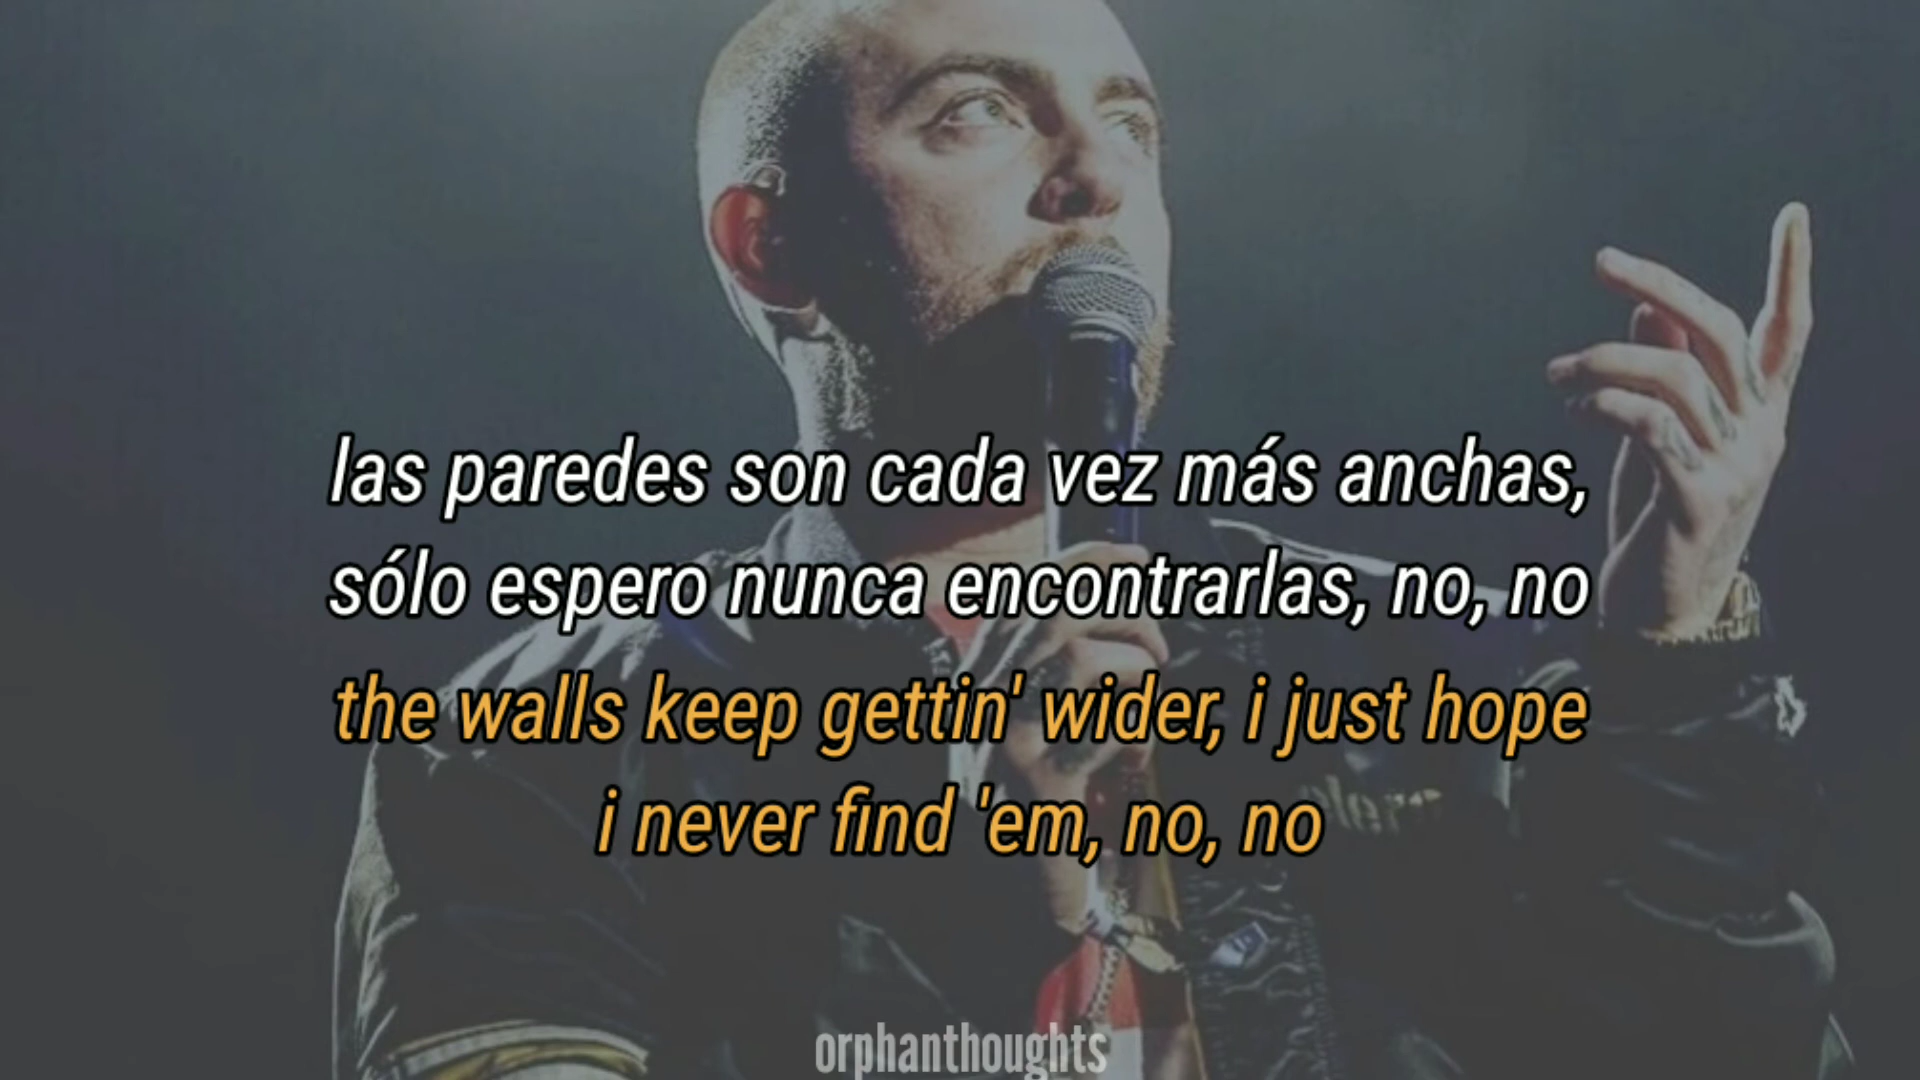 las paredes son cada vez más anchas,
sólo espero nunca encontrarlas, no, no
the walls keep gettin' wider, i just hope
i never find 'em, no, no
orphanthoughts